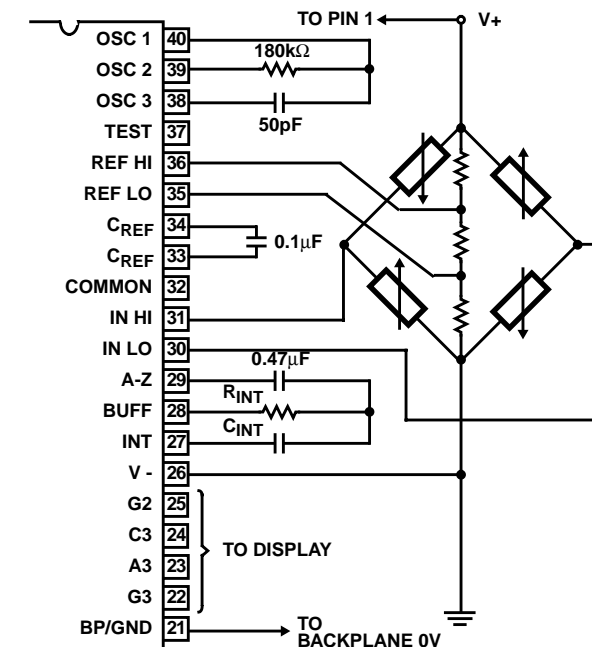 TO PIN 1
V+
OSC 1 40
180kΩ
OSC 2 39
OSC 3 38
50pF
TEST 37
REF HI 36
REF LO 35
CREF 34
0.1µF
CREF 33
COMMON 32
IN HI 31
IN LO 30
0.47µF
A-Z 29
RINT
BUFF 28
CINT
INT 27
V - 26
G2 25
C3 24
TO DISPLAY
A3 23
G3 22
BP/GND 21
TO
BACKPLANE 0V